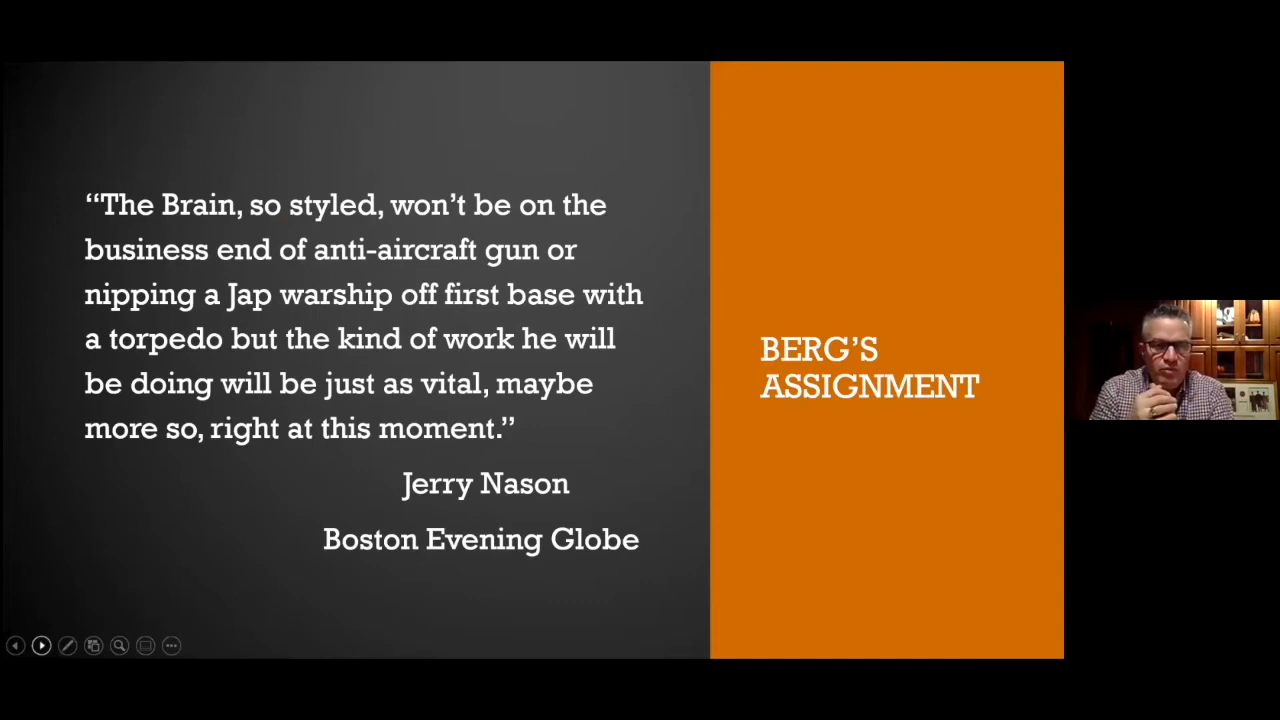 “The Brain, so styled, won’t be on the
business end of anti-aircraft gun or
nipping a Jap warship off first base with
a torpedo but the kind of work he will
be doing will be just as vital, maybe
more so, right at this moment.”
Jerry Nason
Boston Evening Globe
BERG’S
ASSIGNMENT